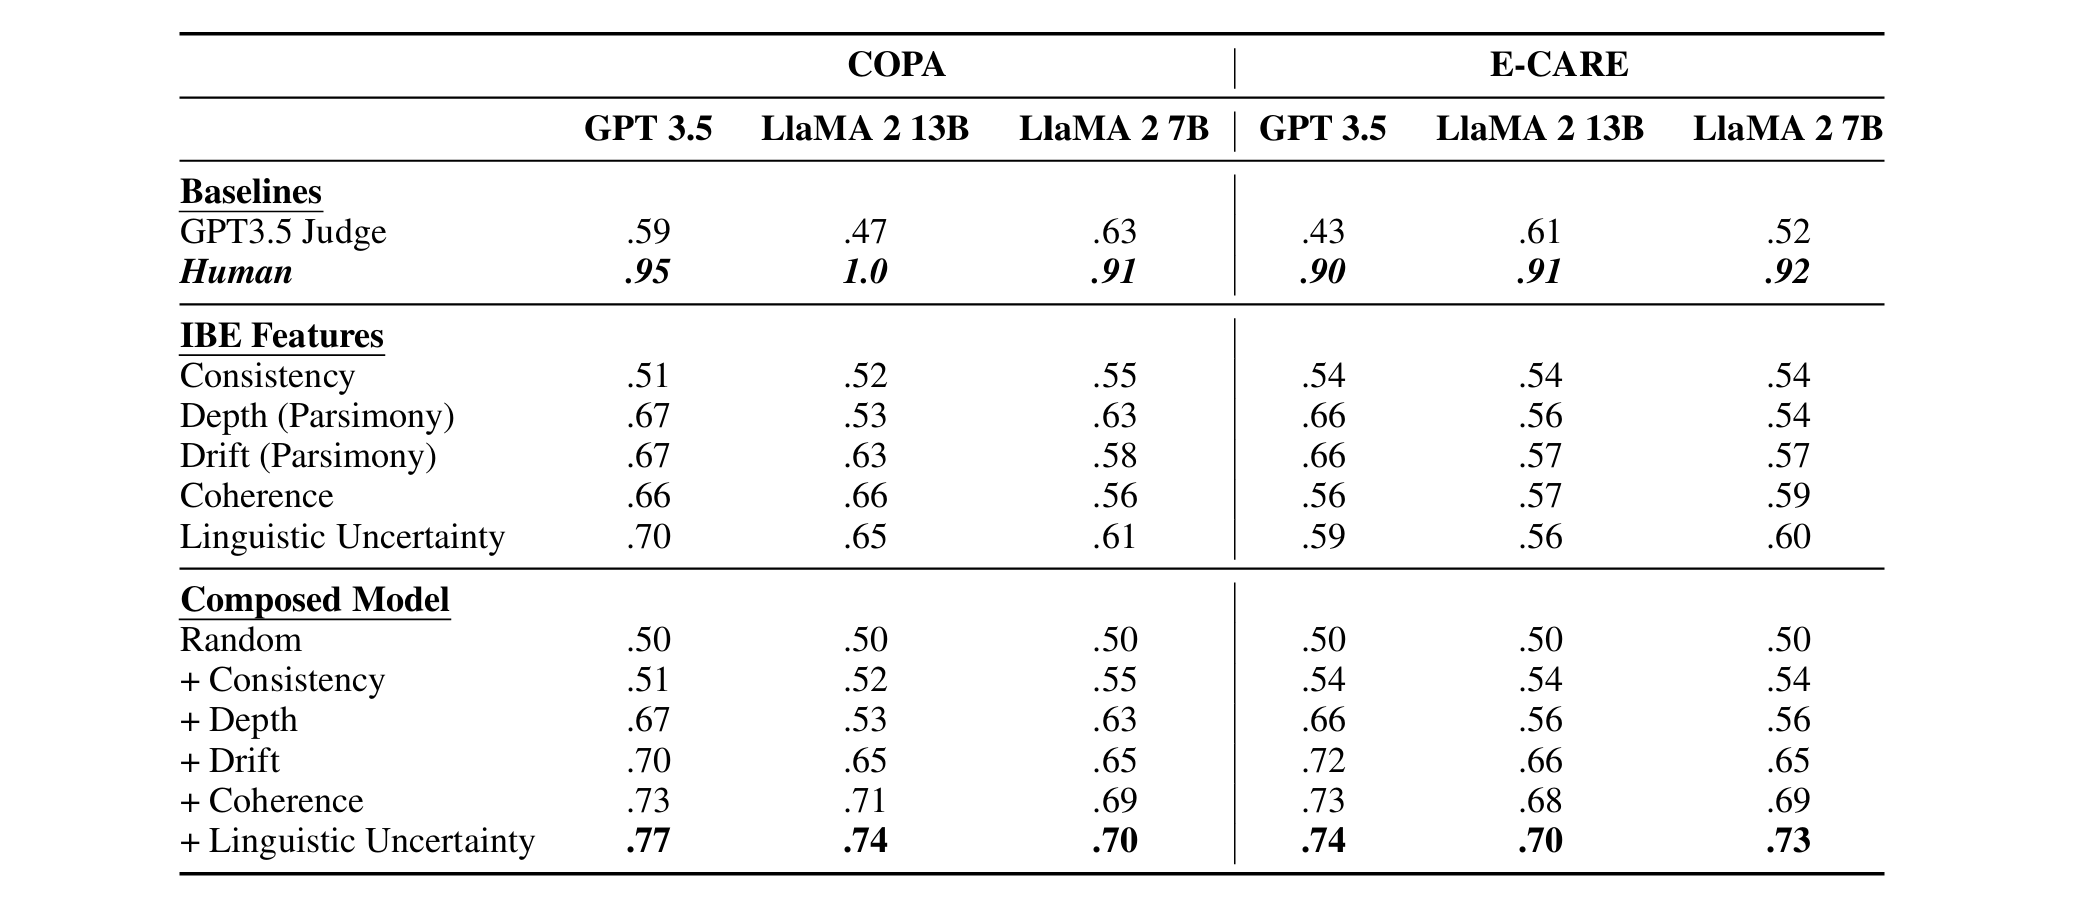 COPA E-CARE
GPT 3.5 LlaMA 2 13B LlaMA 2 7B GPT 3.5 LlaMA 2 13B LlaMA 2 7B
Baselines
GPT3.5 Judge .59 .47 .63 .43 .61 .52
Human .95 1.0 .91 .90 .91 .92
IBE Features
Consistency .51 .52 .55 .54 .54 .54
Depth (Parsimony) .67 .53 .63 .66 .56 .54
Drift (Parsimony) .67 .63 .58 .66 .57 .57
Coherence .66 .66 .56 .56 .57 .59
Linguistic Uncertainty .70 .65 .61 .59 .56 .60
Composed Model
Random .50 .50 .50 .50 .50 .50
+ Consistency .51 .52 .55 .54 .54 .54
+ Depth .67 .53 .63 .66 .56 .56
+ Drift .70 .65 .65 .72 .66 .65
+ Coherence .73 .71 .69 .73 .68 .69
+ Linguistic Uncertainty .77 .74 .70 .74 .70 .73